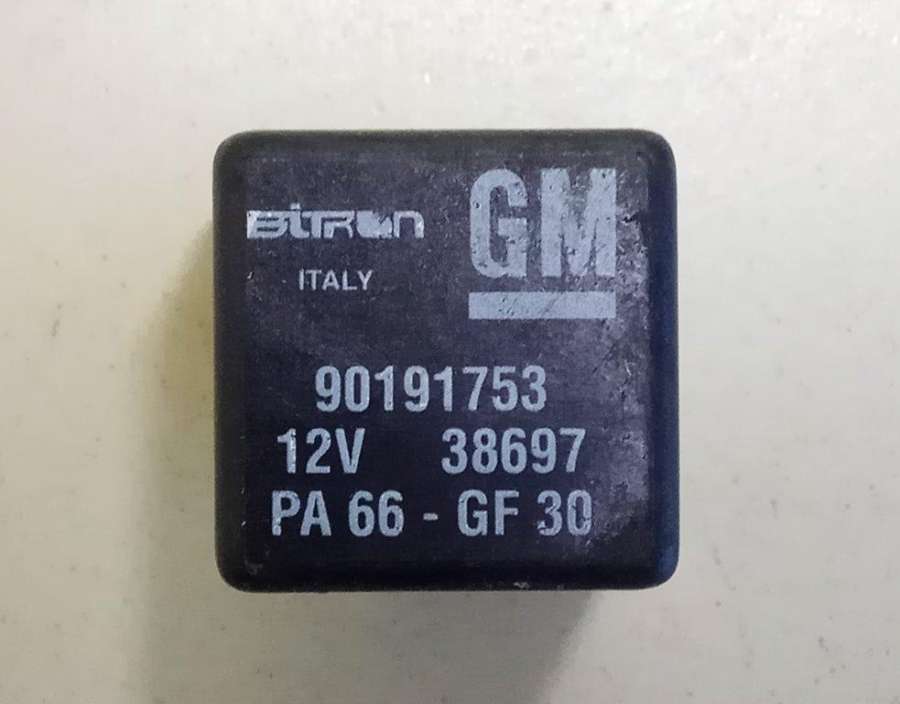 BiTRON
GM
ITALY
90191753
12V 38697
PA 66 - GF 30